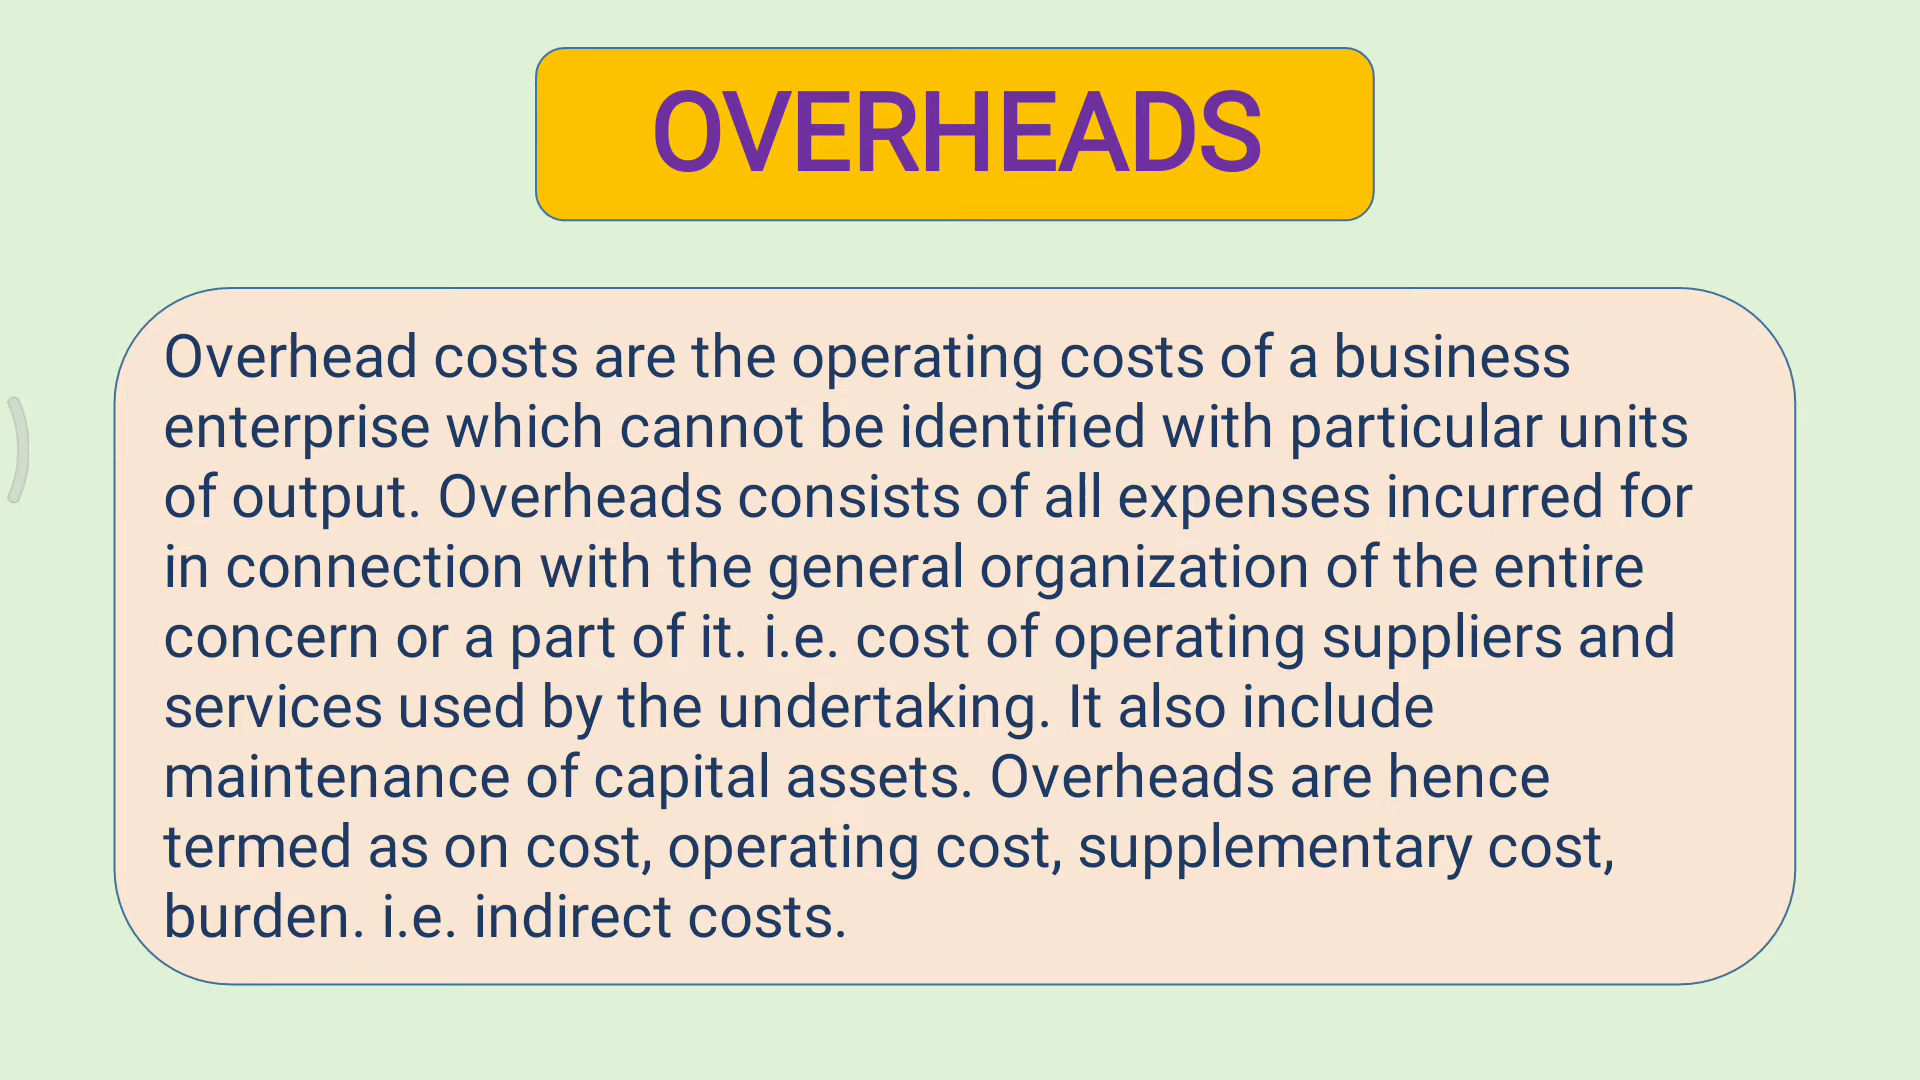 OVERHEADS
Overhead costs are the operating costs of a business
enterprise which cannot be identified with particular units
of output. Overheads consists of all expenses incurred for
in connection with the general organization of the entire
concern or a part of it. i.e. cost of operating suppliers and
services used by the undertaking. It also include
maintenance of capital assets. Overheads are hence
termed as on cost, operating cost, supplementary cost,
burden. i.e. indirect costs.